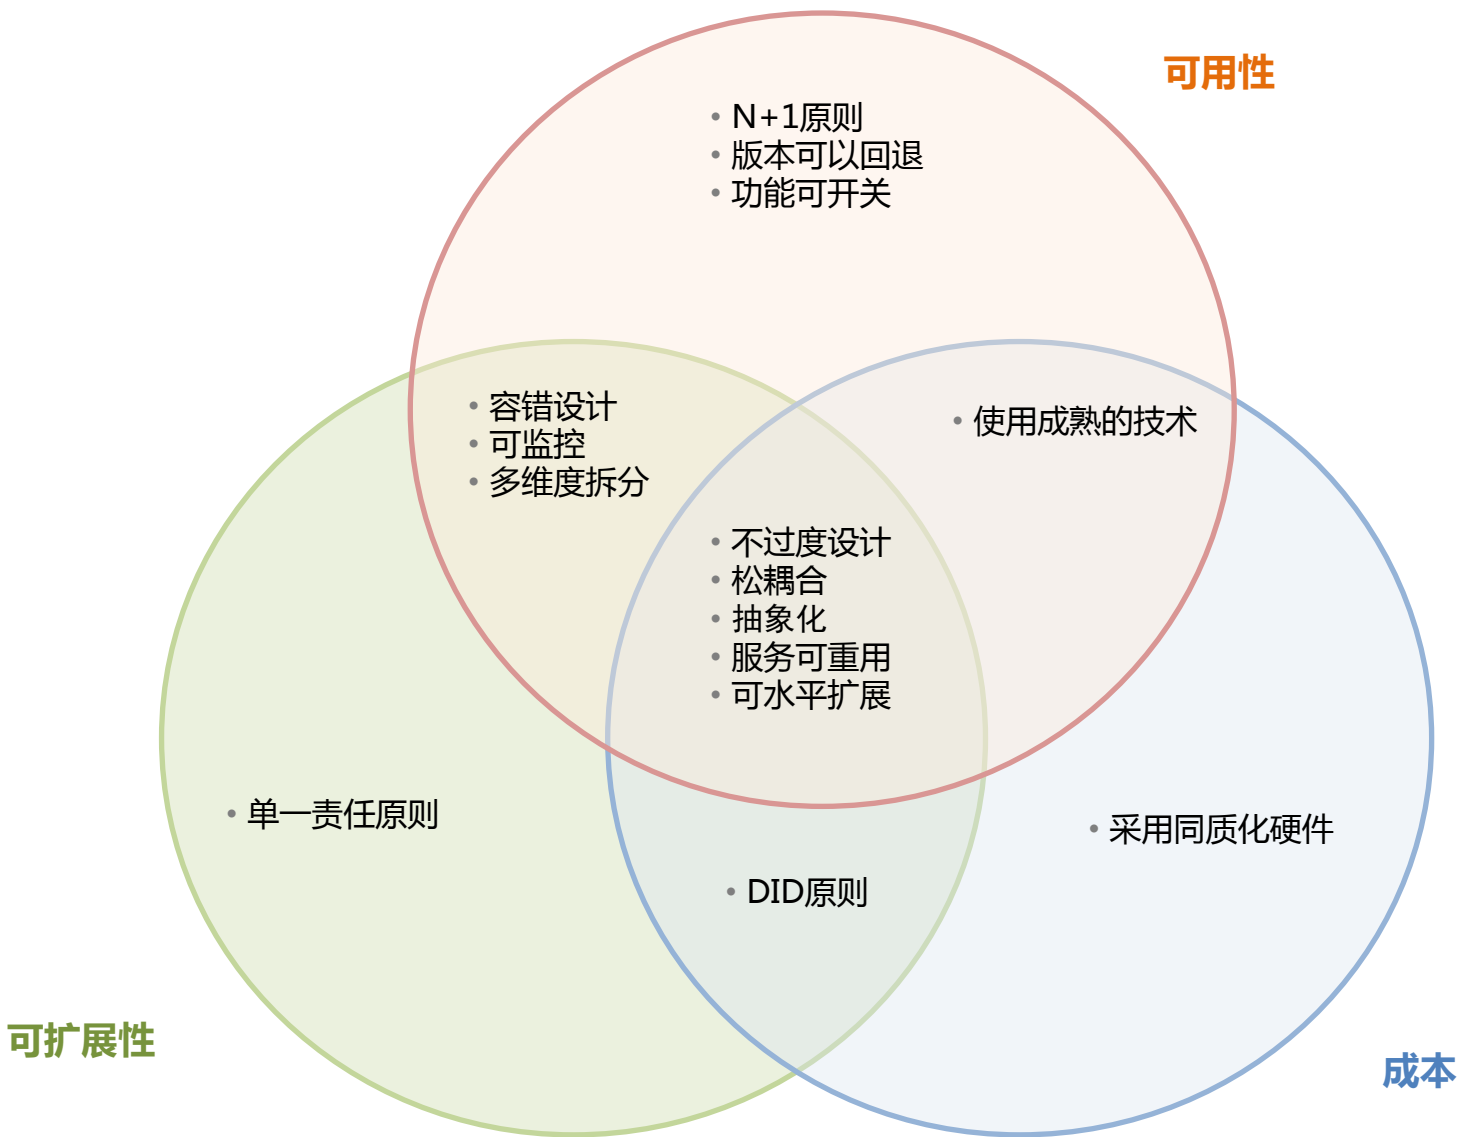 可用性
• N+1原则
• 版本可以回退
• 功能可开关
• 容错设计
• 可监控
• 多维度拆分
• 使用成熟的技术
• 不过度设计
• 松耦合
• 抽象化
• 服务可重用
• 可水平扩展
• 单一责任原则
• 采用同质化硬件
• DID原则
可扩展性
成本